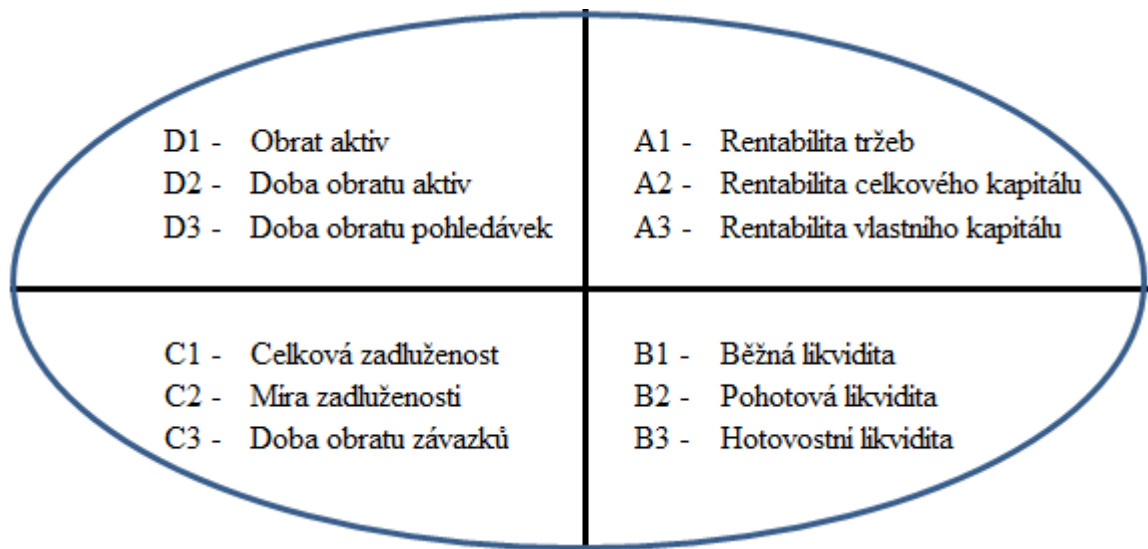 D1 - Obrat aktiv
D2 - Doba obratu aktiv
D3 - Doba obratu pohledávek
A1 - Rentabilita tržeb
A2 - Rentabilita celkového kapitálu
A3 - Rentabilita vlastního kapitálu
C1 - Celková zadluženost
C2 - Míra zadluženosti
C3 - Doba obratu závazků
B1 - Běžná likvidita
B2 - Pohotová likvidita
B3 - Hotovostní likvidita